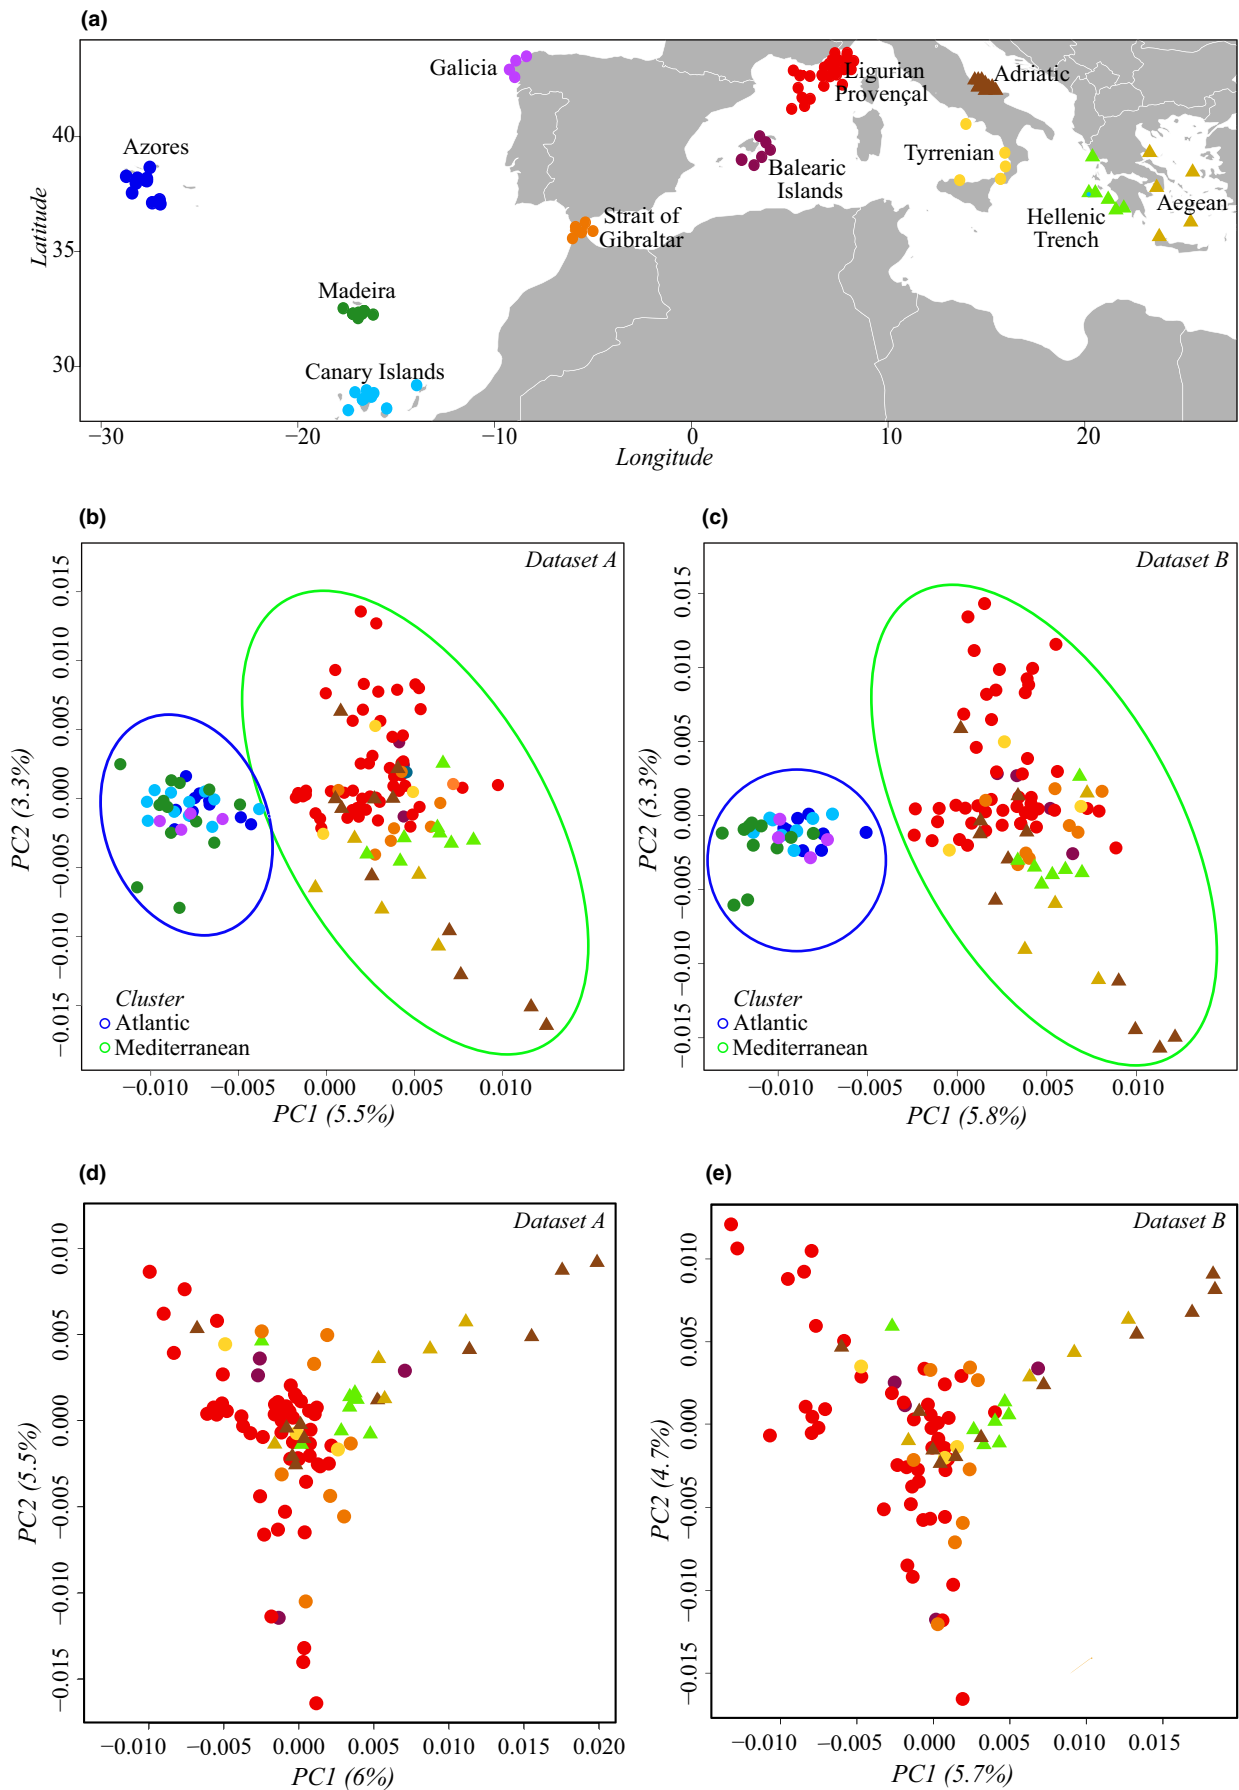 (a)
Galicia
Ligurian
Provençal
Adriatic
40
Azores
Tyrrenian
Balearic
Islands
Strait of
Gibraltar
Hellenic
Trench
Aegean
Latitude
35
Madeira
30
Canary Islands
−30 −20 −10 0 10 20
Longitude
(b)
Dataset A
PC2 (3.3%)
0.015
0.010
0.005
0.000
−0.005
−0.010
−0.015
Cluster
Atlantic
Mediterranean
−0.010 −0.005 0.000 0.005 0.010
PC1 (5.5%)
(c)
Dataset B
PC2 (3.3%)
0.015
0.010
0.005
0.000
−0.005
−0.010
−0.015
Cluster
Atlantic
Mediterranean
−0.010 −0.005 0.000 0.005 0.010
PC1 (5.8%)
(d)
Dataset A
PC2 (5.5%)
0.010
0.005
0.000
−0.005
−0.010
−0.015
−0.010 −0.005 0.000 0.005 0.010 0.015 0.020
PC1 (6%)
(e)
Dataset B
PC2 (4.7%)
0.010
0.005
0.000
−0.005
−0.010
−0.015
−0.010 −0.005 0.000 0.005 0.010 0.015
PC1 (5.7%)